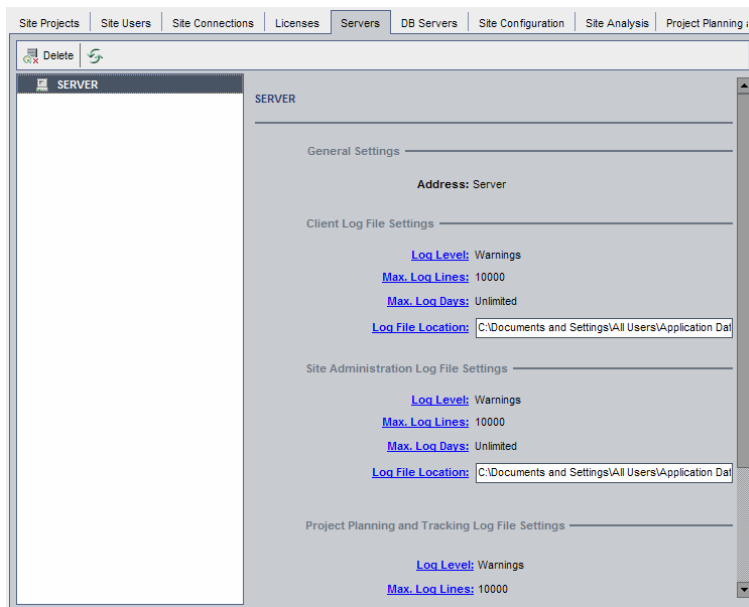 Site Projects Site Users Site Connections Licenses Servers DB Servers Site Configuration Site Analysis Project Planning
Delete
SERVER
SERVER
General Settings
Address: Server
Client Log File Settings
Log Level: Warnings
Max. Log Lines: 10000
Max. Log Days: Unlimited
Log File Location: C:\Documents and Settings\All Users\Application Dat
Site Administration Log File Settings
Log Level: Warnings
Max. Log Lines: 10000
Max. Log Days: Unlimited
Log File Location: C:\Documents and Settings\All Users\Application Dat
Project Planning and Tracking Log File Settings
Log Level: Warnings
Max. Log Lines: 10000